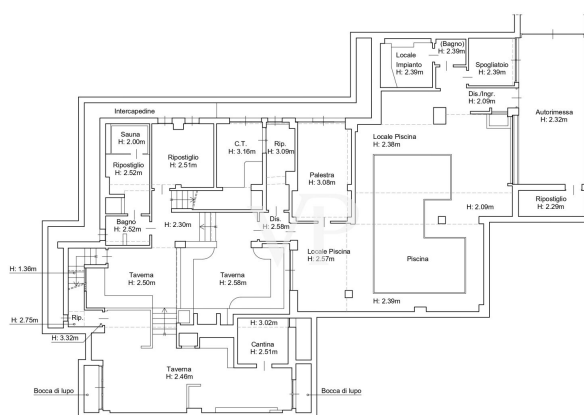 (Bagno)
H: 2.39m
Locale
Impianto
H: 2.39m
Spogliatoio
H: 2.39m
Dis./Ingr.
H: 2.09m
Autorimessa
H: 2.32m
Intercapedine
Sauna
H: 2.00m
Ripostiglio
H: 2.52m
Ripostiglio
H: 2.51m
C.T.
H: 3.16m
Rip.
H: 3.09m
Palestra
H: 3.08m
Locale Piscina
H: 2.38m
Ripostiglio
H: 2.29m
H: 2.09m
Bagno
H: 2.52m
H: 2.30m
Dis.
H: 2.58m
Locale Piscina
H: 2.57m
Piscina
H: 1.36m
Taverna
H: 2.50m
Taverna
H: 2.58m
H: 2.39m
H: 2.75m
Rip.
H: 3.32m
H: 3.02m
Cantina
H: 2.51m
Taverna
H: 2.46m
Bocca di lupo
Bocca di lupo
VP